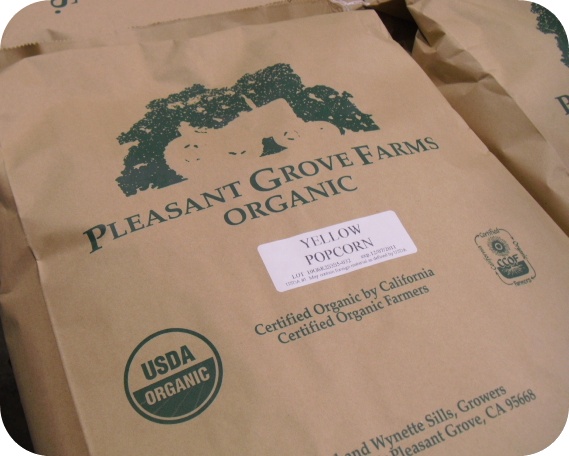 PLEASANT GROVE FARMS
ORGANIC
YELLOW
POPCORN
Certified
CCOF
Certified Organic by California
Certified Organic Farmers
USDA
ORGANIC
and Wynette Sills, Growers
Pleasant Grove, CA 95668